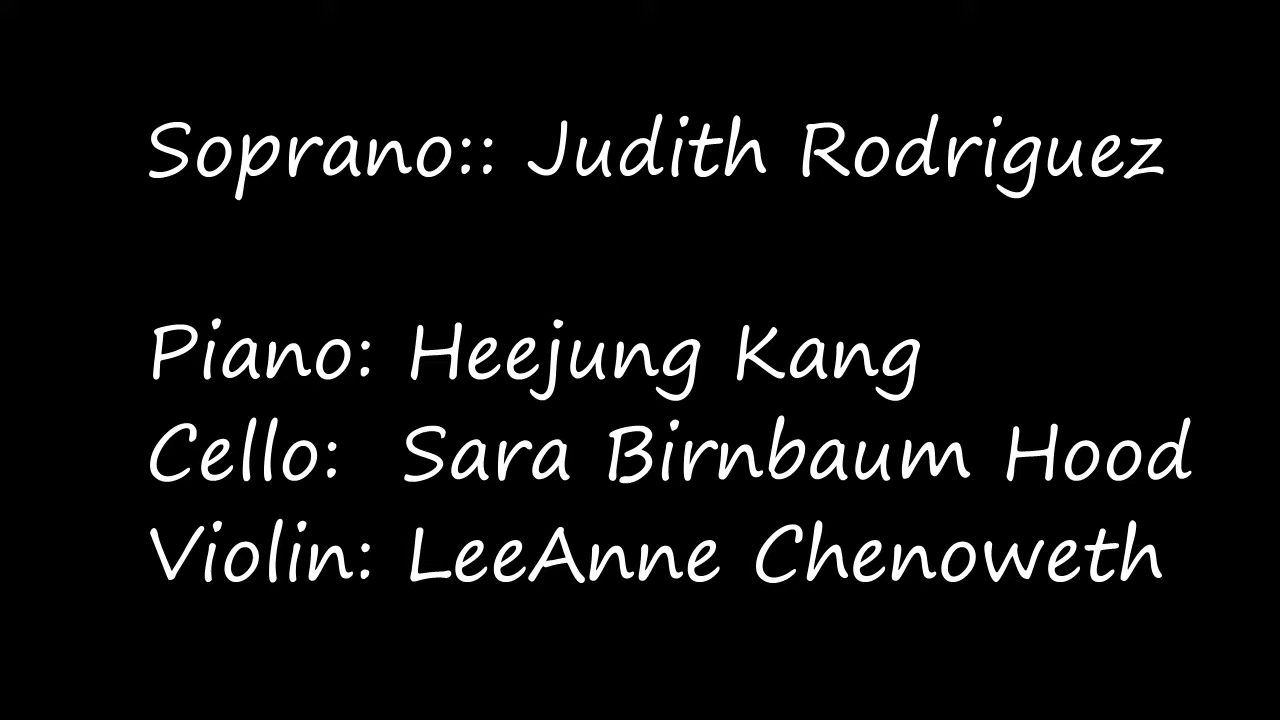 Soprano:: Judith Rodriguez
Piano: Heejung Kang
Cello: Sara Birnbaum Hood
Violin: LeeAnne Chenoweth